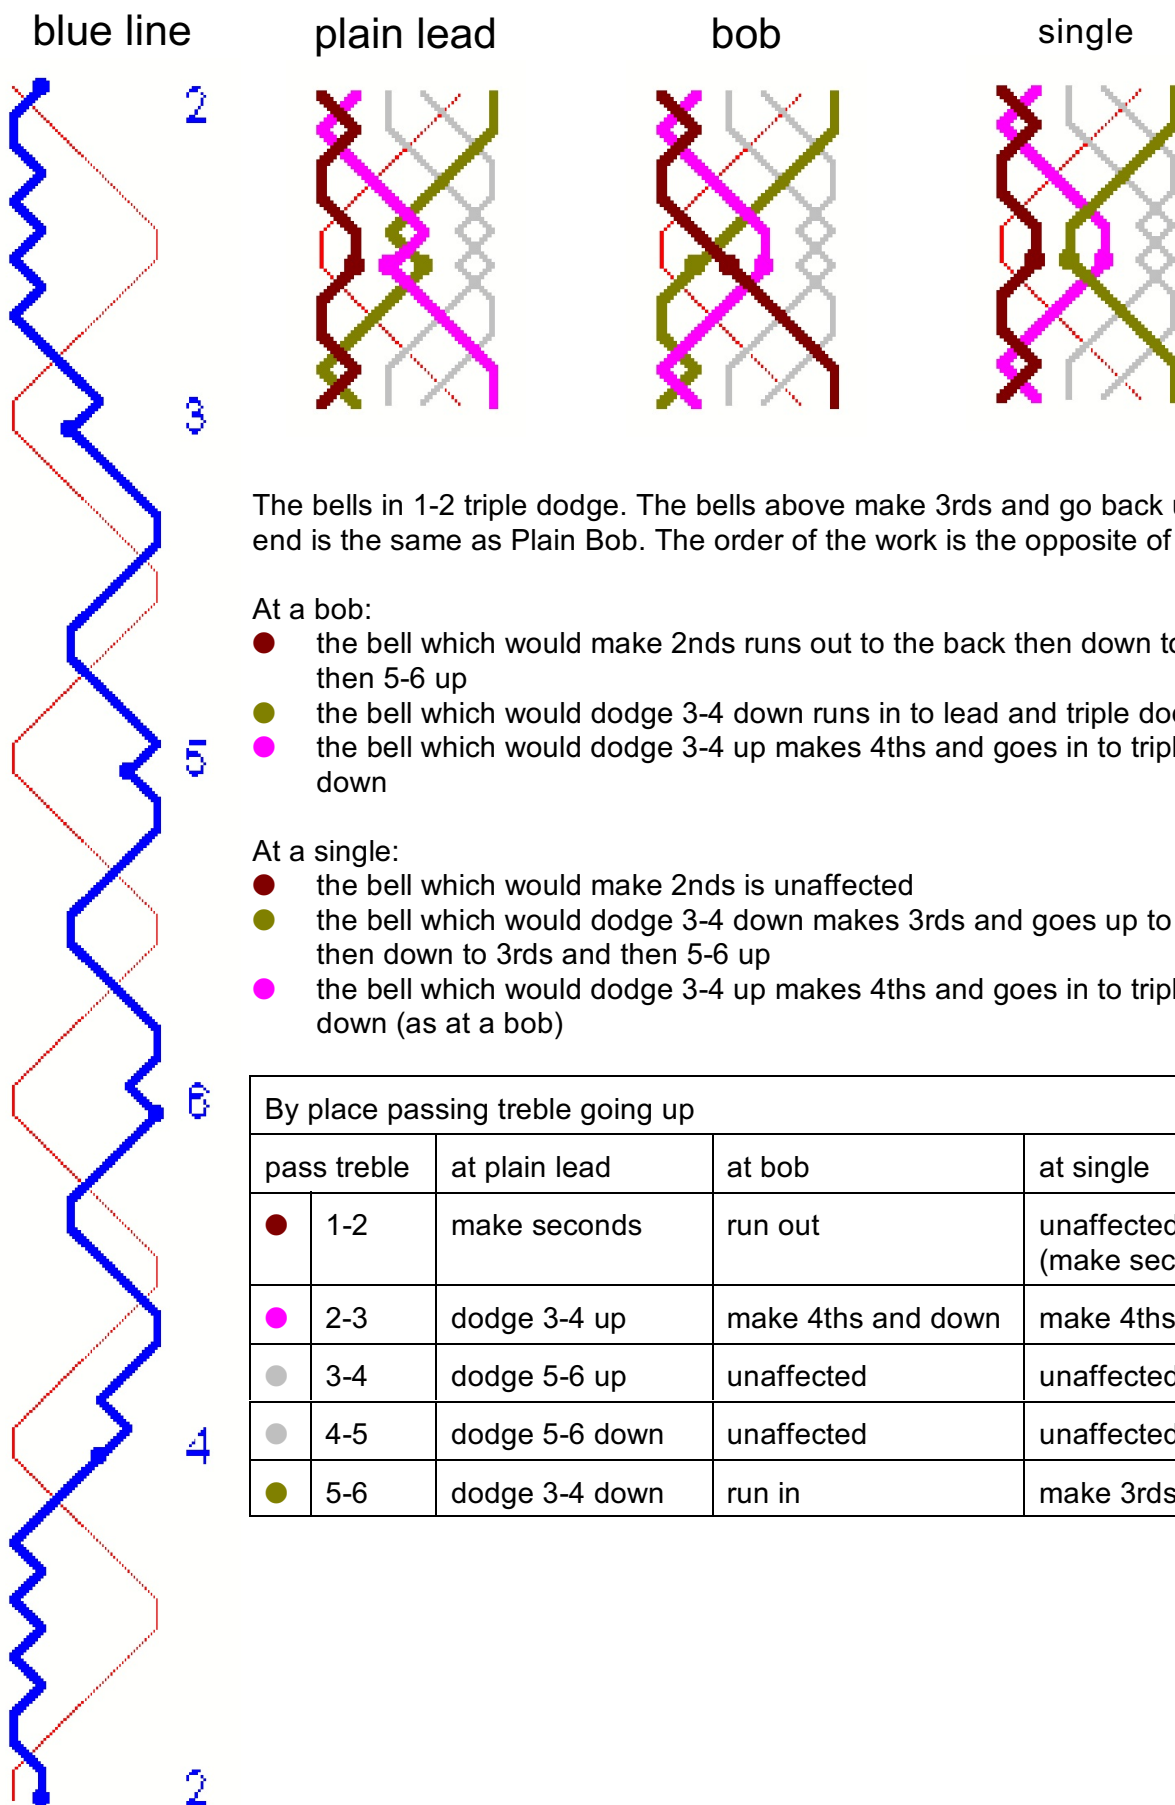 blue line
plain lead
bob
single
2
3
5
6
4
2
The bells in 1-2 triple dodge. The bells above make 3rds and go back
end is the same as Plain Bob. The order of the work is the opposite of
At a bob:
the bell which would make 2nds runs out to the back then down to
then 5-6 up
the bell which would dodge 3-4 down runs in to lead and triple
the bell which would dodge 3-4 up makes 4ths and goes in to
down
At a single:
the bell which would make 2nds is unaffected
the bell which would dodge 3-4 down makes 3rds and goes up to
then down to 3rds and then 5-6 up
the bell which would dodge 3-4 up makes 4ths and goes in to
down (as at a bob)
By place passing treble going up
pass treble at plain lead at bob at single
1-2 make seconds run out unaffected
(make
2-3 dodge 3-4 up make 4ths and down make 4ths
3-4 dodge 5-6 up unaffected unaffected
4-5 dodge 5-6 down unaffected unaffected
5-6 dodge 3-4 down run in make 3rds